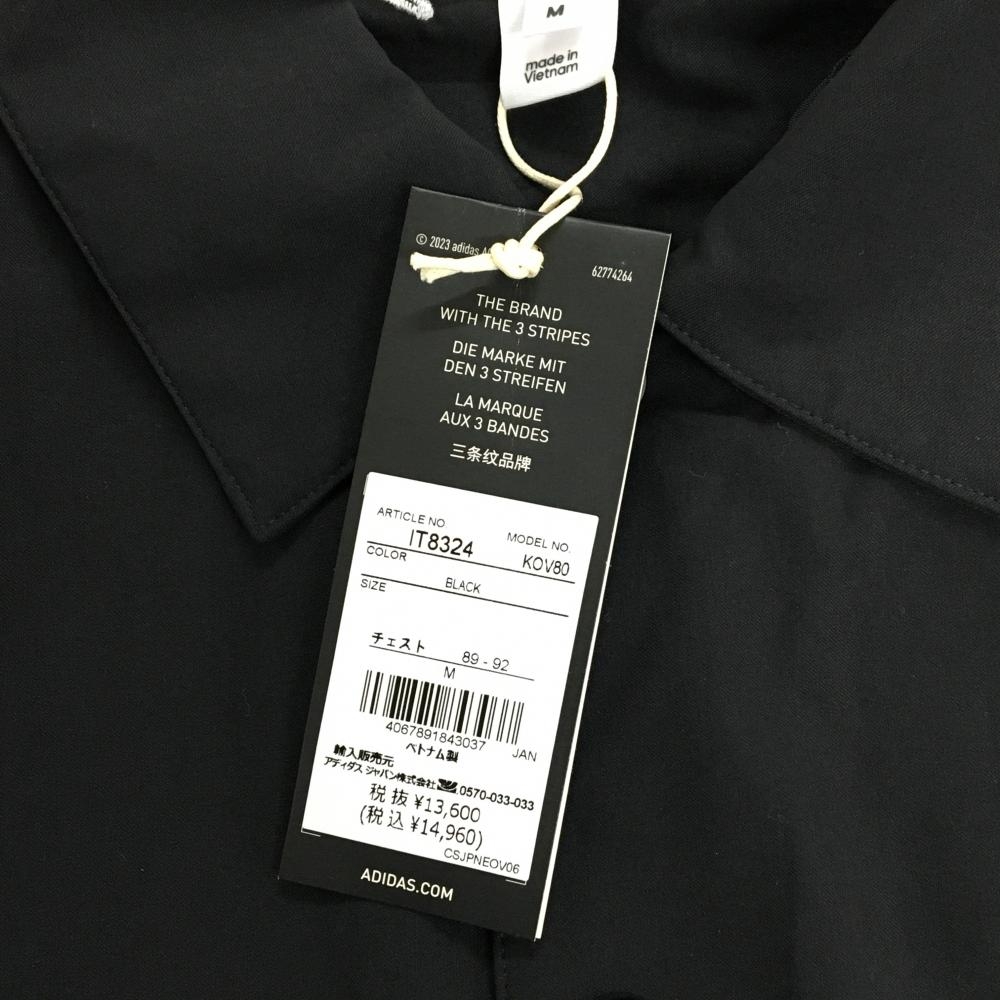 M
made in
Vietnam
© 2023 adidas
62774264
THE BRAND
WITH THE 3 STRIPES
DIE MARKE MIT
DEN 3 STREIFEN
LA MARQUE
AUX 3 BANDES
三条纹品牌
ARTICLE NO.
MODEL NO.
IT8324
KOV80
COLOR
BLACK
SIZE
チェスト 89 - 92
M
4067891843037 JAN
ベトナム製
輸入販売元
アディダス ジャパン株式会社 0570-033-033
税 抜 ¥13,600
(税 込 ¥14,960)
CSJPNEOV06
ADIDAS.COM